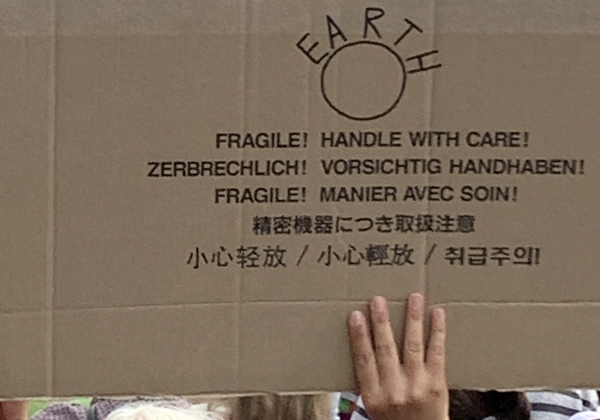 EARTH
FRAGILE! HANDLE WITH CARE!
ZERBRECHLICH! VORSICHTIG HANDHABEN!
FRAGILE! MANIER AVEC SOIN!
精密機器につき取扱注意
小心轻放 / 小心輕放 / 취급주의!